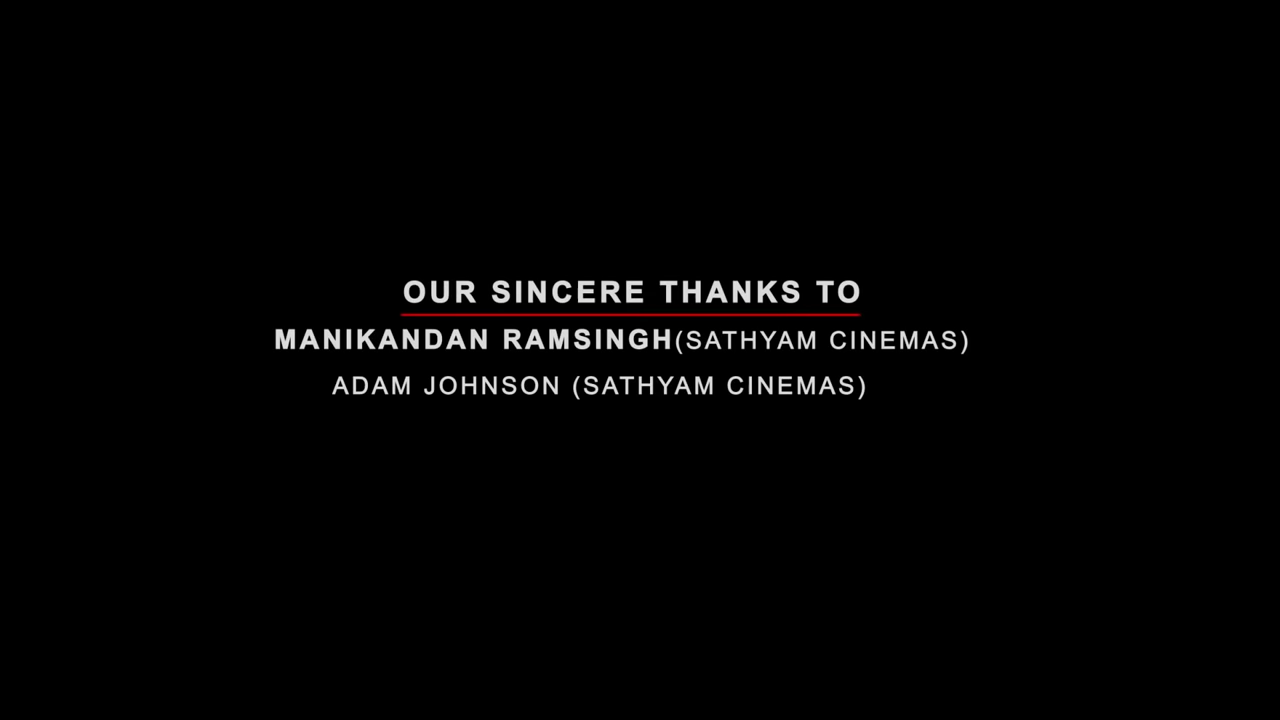 OUR SINCERE THANKS TO
MANIKANDAN RAMSINGH(SATHYAM CINEMAS)
ADAM JOHNSON (SATHYAM CINEMAS)